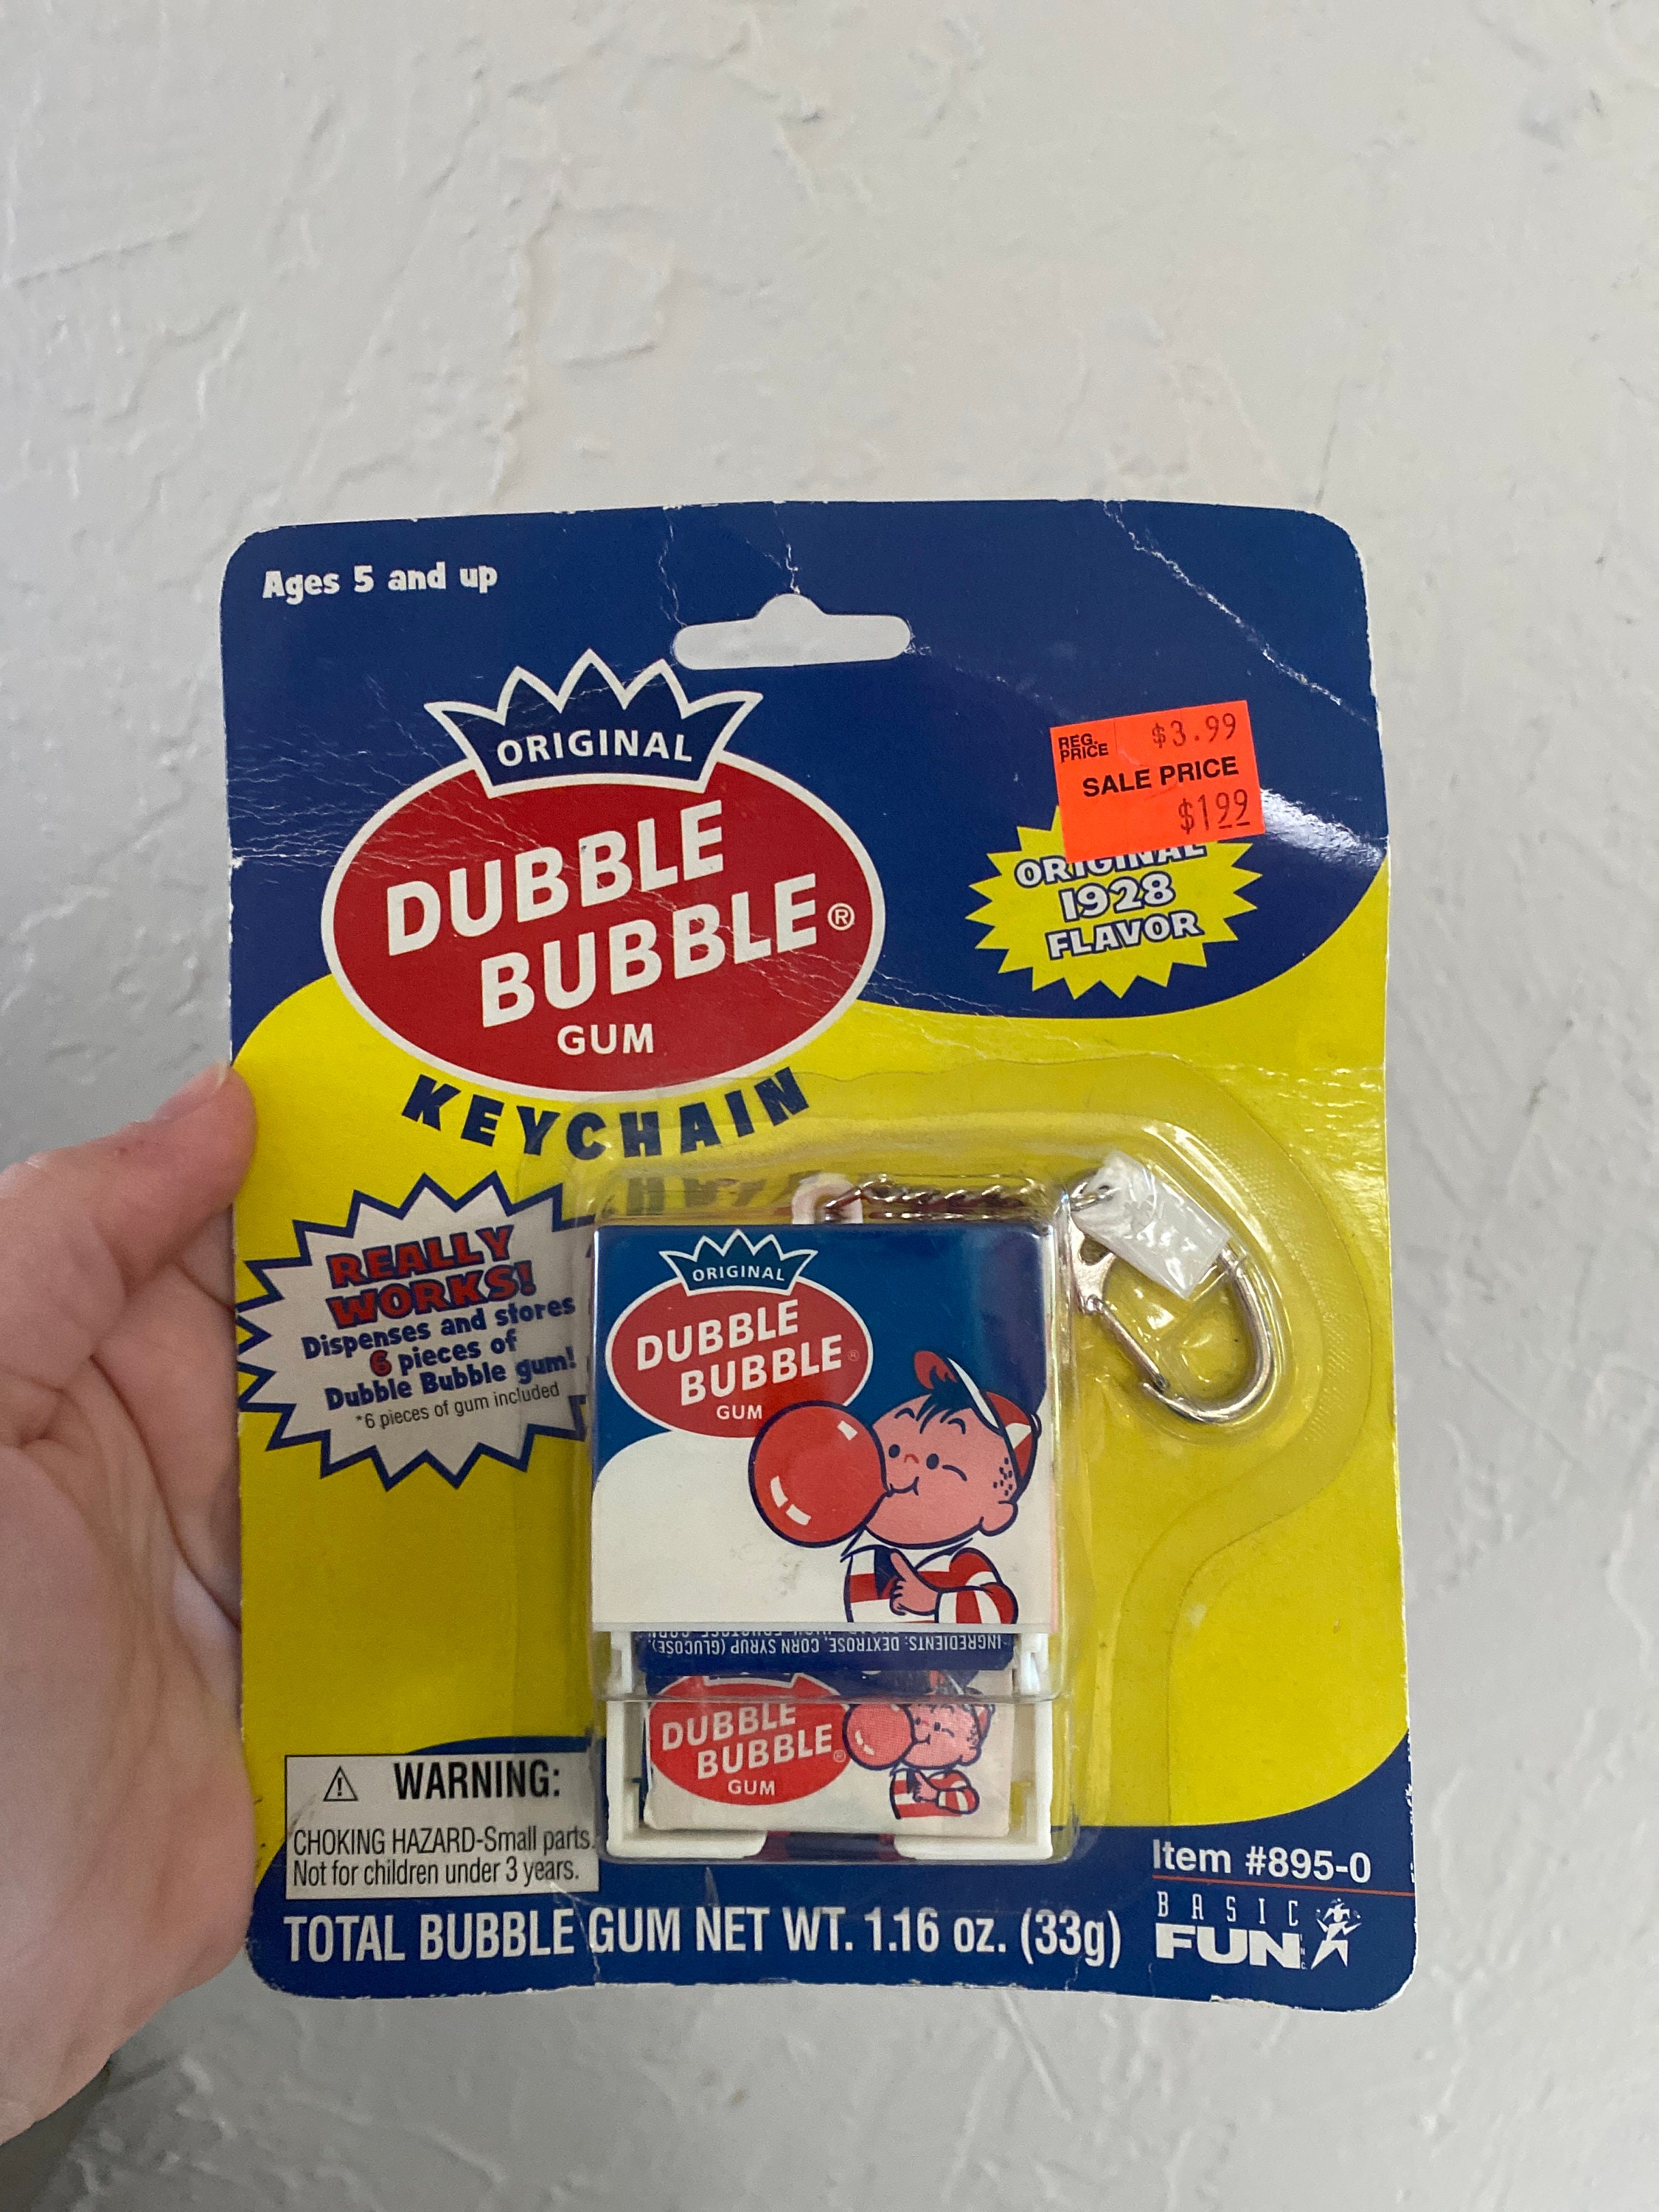 Ages 5 and up
REG. PRICE $3.99
SALE PRICE
$1.99
ORIGINAL
DUBBLE
BUBBLE®
GUM
KEYCHAIN
ORIGINAL
1928
FLAVOR
REALLY
WORKS!
Dispenses and stores
6 pieces of
Dubble Bubble gum!
*6 pieces of gum included
ORIGINAL
DUBBLE
BUBBLE®
GUM
INGREDIENTS: DEXTROSE, CORN SYRUP (GLUCOSE),
DUBBLE
BUBBLE®
GUM
⚠ WARNING:
CHOKING HAZARD-Small parts.
Not for children under 3 years.
TOTAL BUBBLE GUM NET WT. 1.16 oz. (33g)
Item #895-0
BASIC
FUN